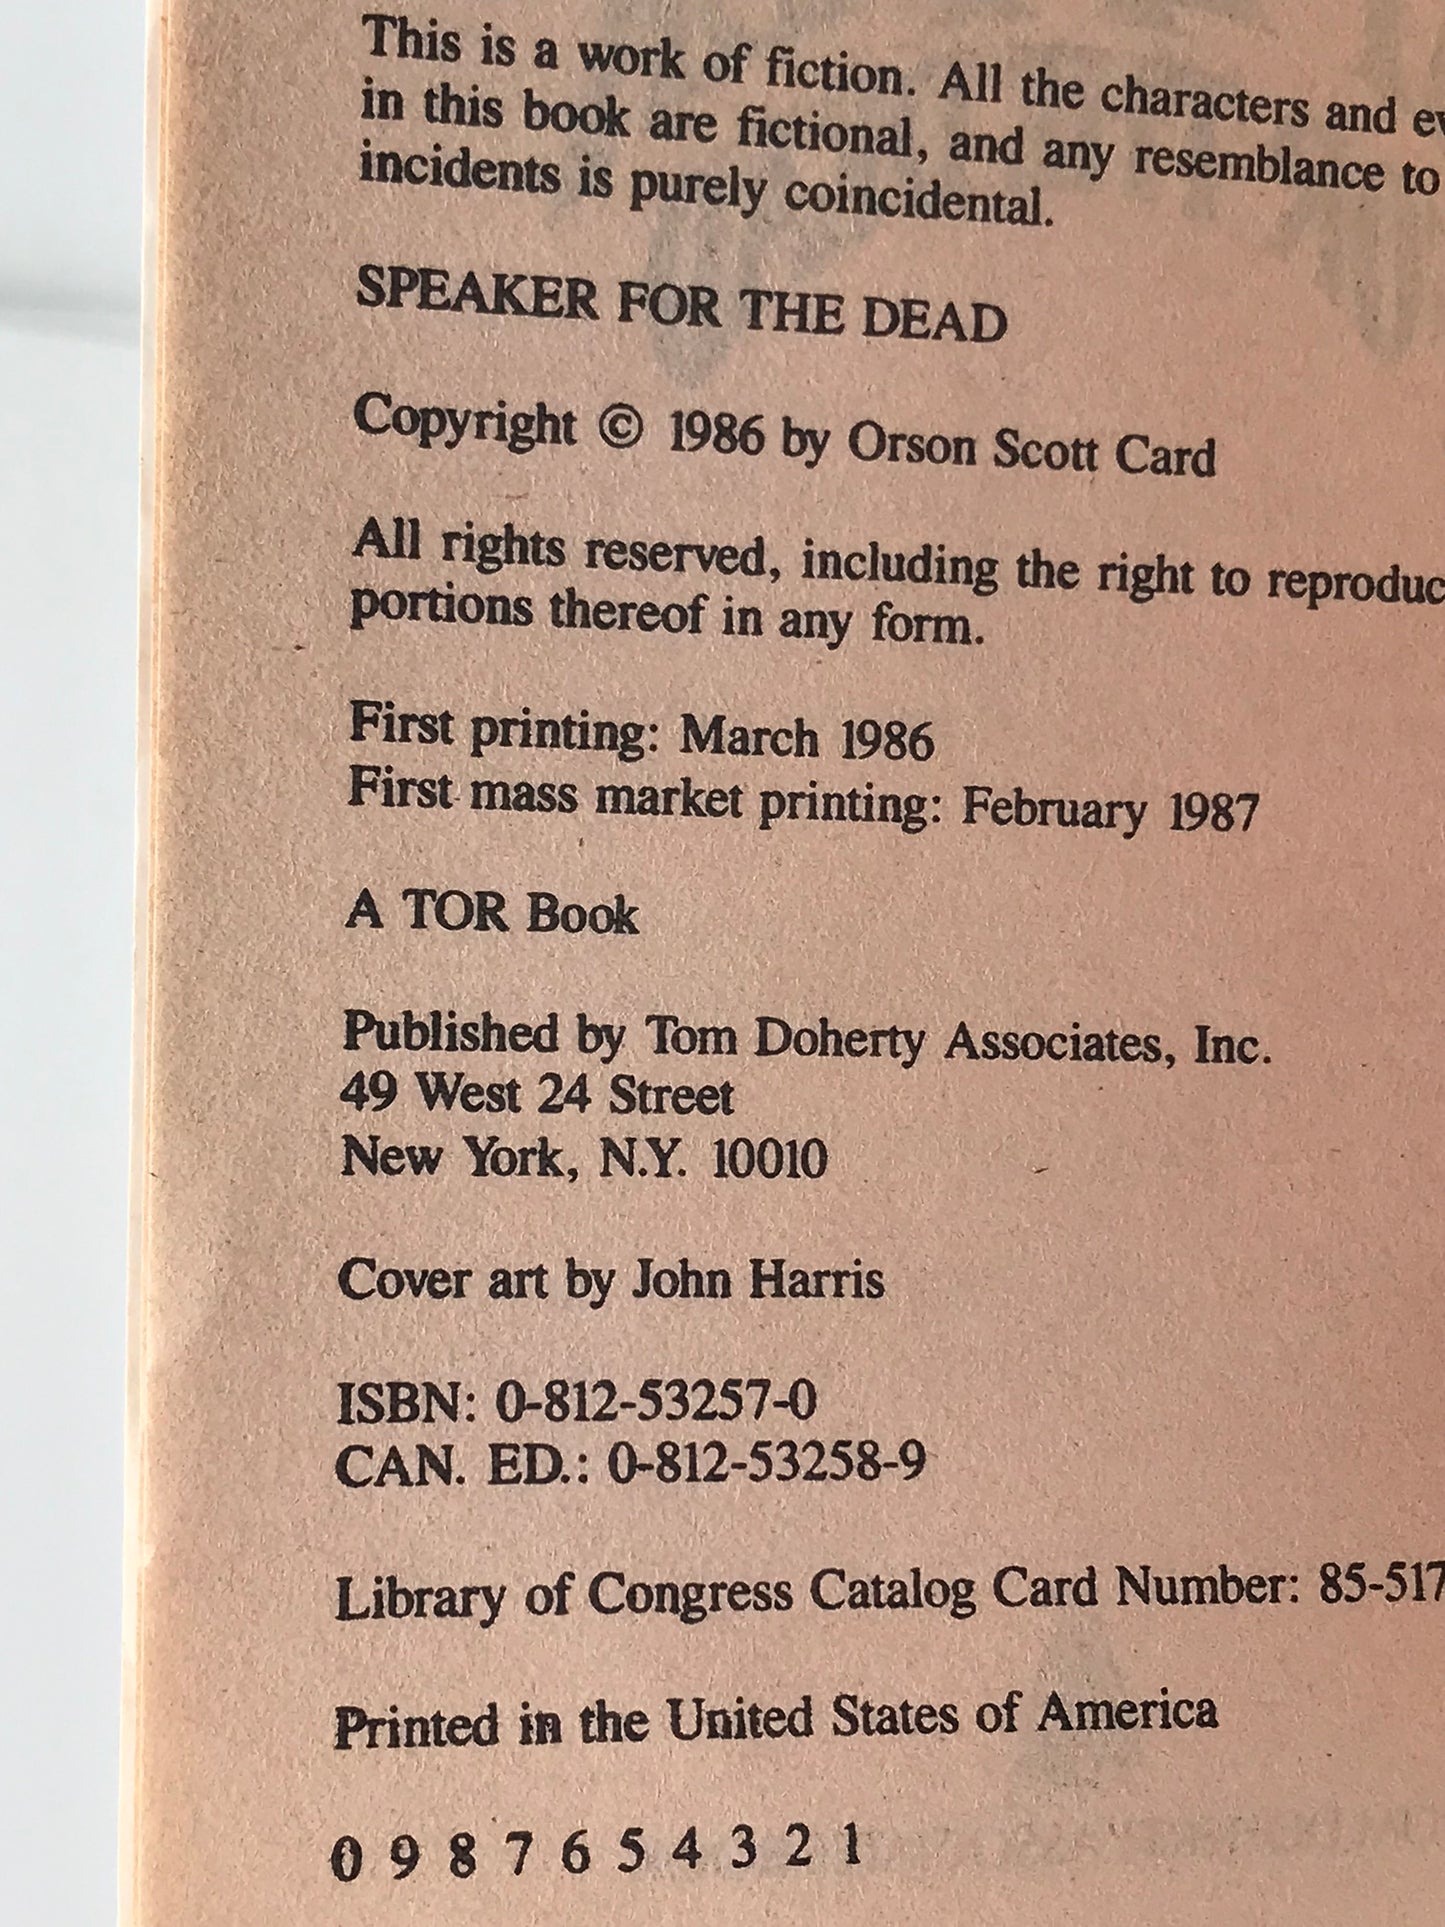 This is a work of fiction. All the characters and
in this book are fictional, and any resemblance to
incidents is purely coincidental.
SPEAKER FOR THE DEAD
Copyright © 1986 by Orson Scott Card
All rights reserved, including the right to reproduc
portions thereof in any form.
First printing: March 1986
First mass market printing: February 1987
A TOR Book
Published by Tom Doherty Associates, Inc.
49 West 24 Street
New York, N.Y. 10010
Cover art by John Harris
ISBN: 0-812-53257-0
CAN. ED.: 0-812-53258-9
Library of Congress Catalog Card Number: 85-517
Printed in the United States of America
0 9 8 7 6 5 4 3 2 1